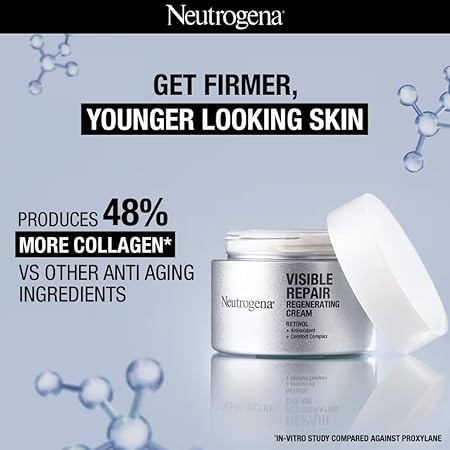 Neutrogena®
GET FIRMER,
YOUNGER LOOKING SKIN
PRODUCES 48%
MORE COLLAGEN*
VS OTHER ANTI AGING
INGREDIENTS
Neutrogena®
VISIBLE
REPAIR
REGENERATING
CREAM
RETINOL
+ Antioxidant
+ Comfort Complex
*IN-VITRO STUDY COMPARED AGAINST PROXYLANE